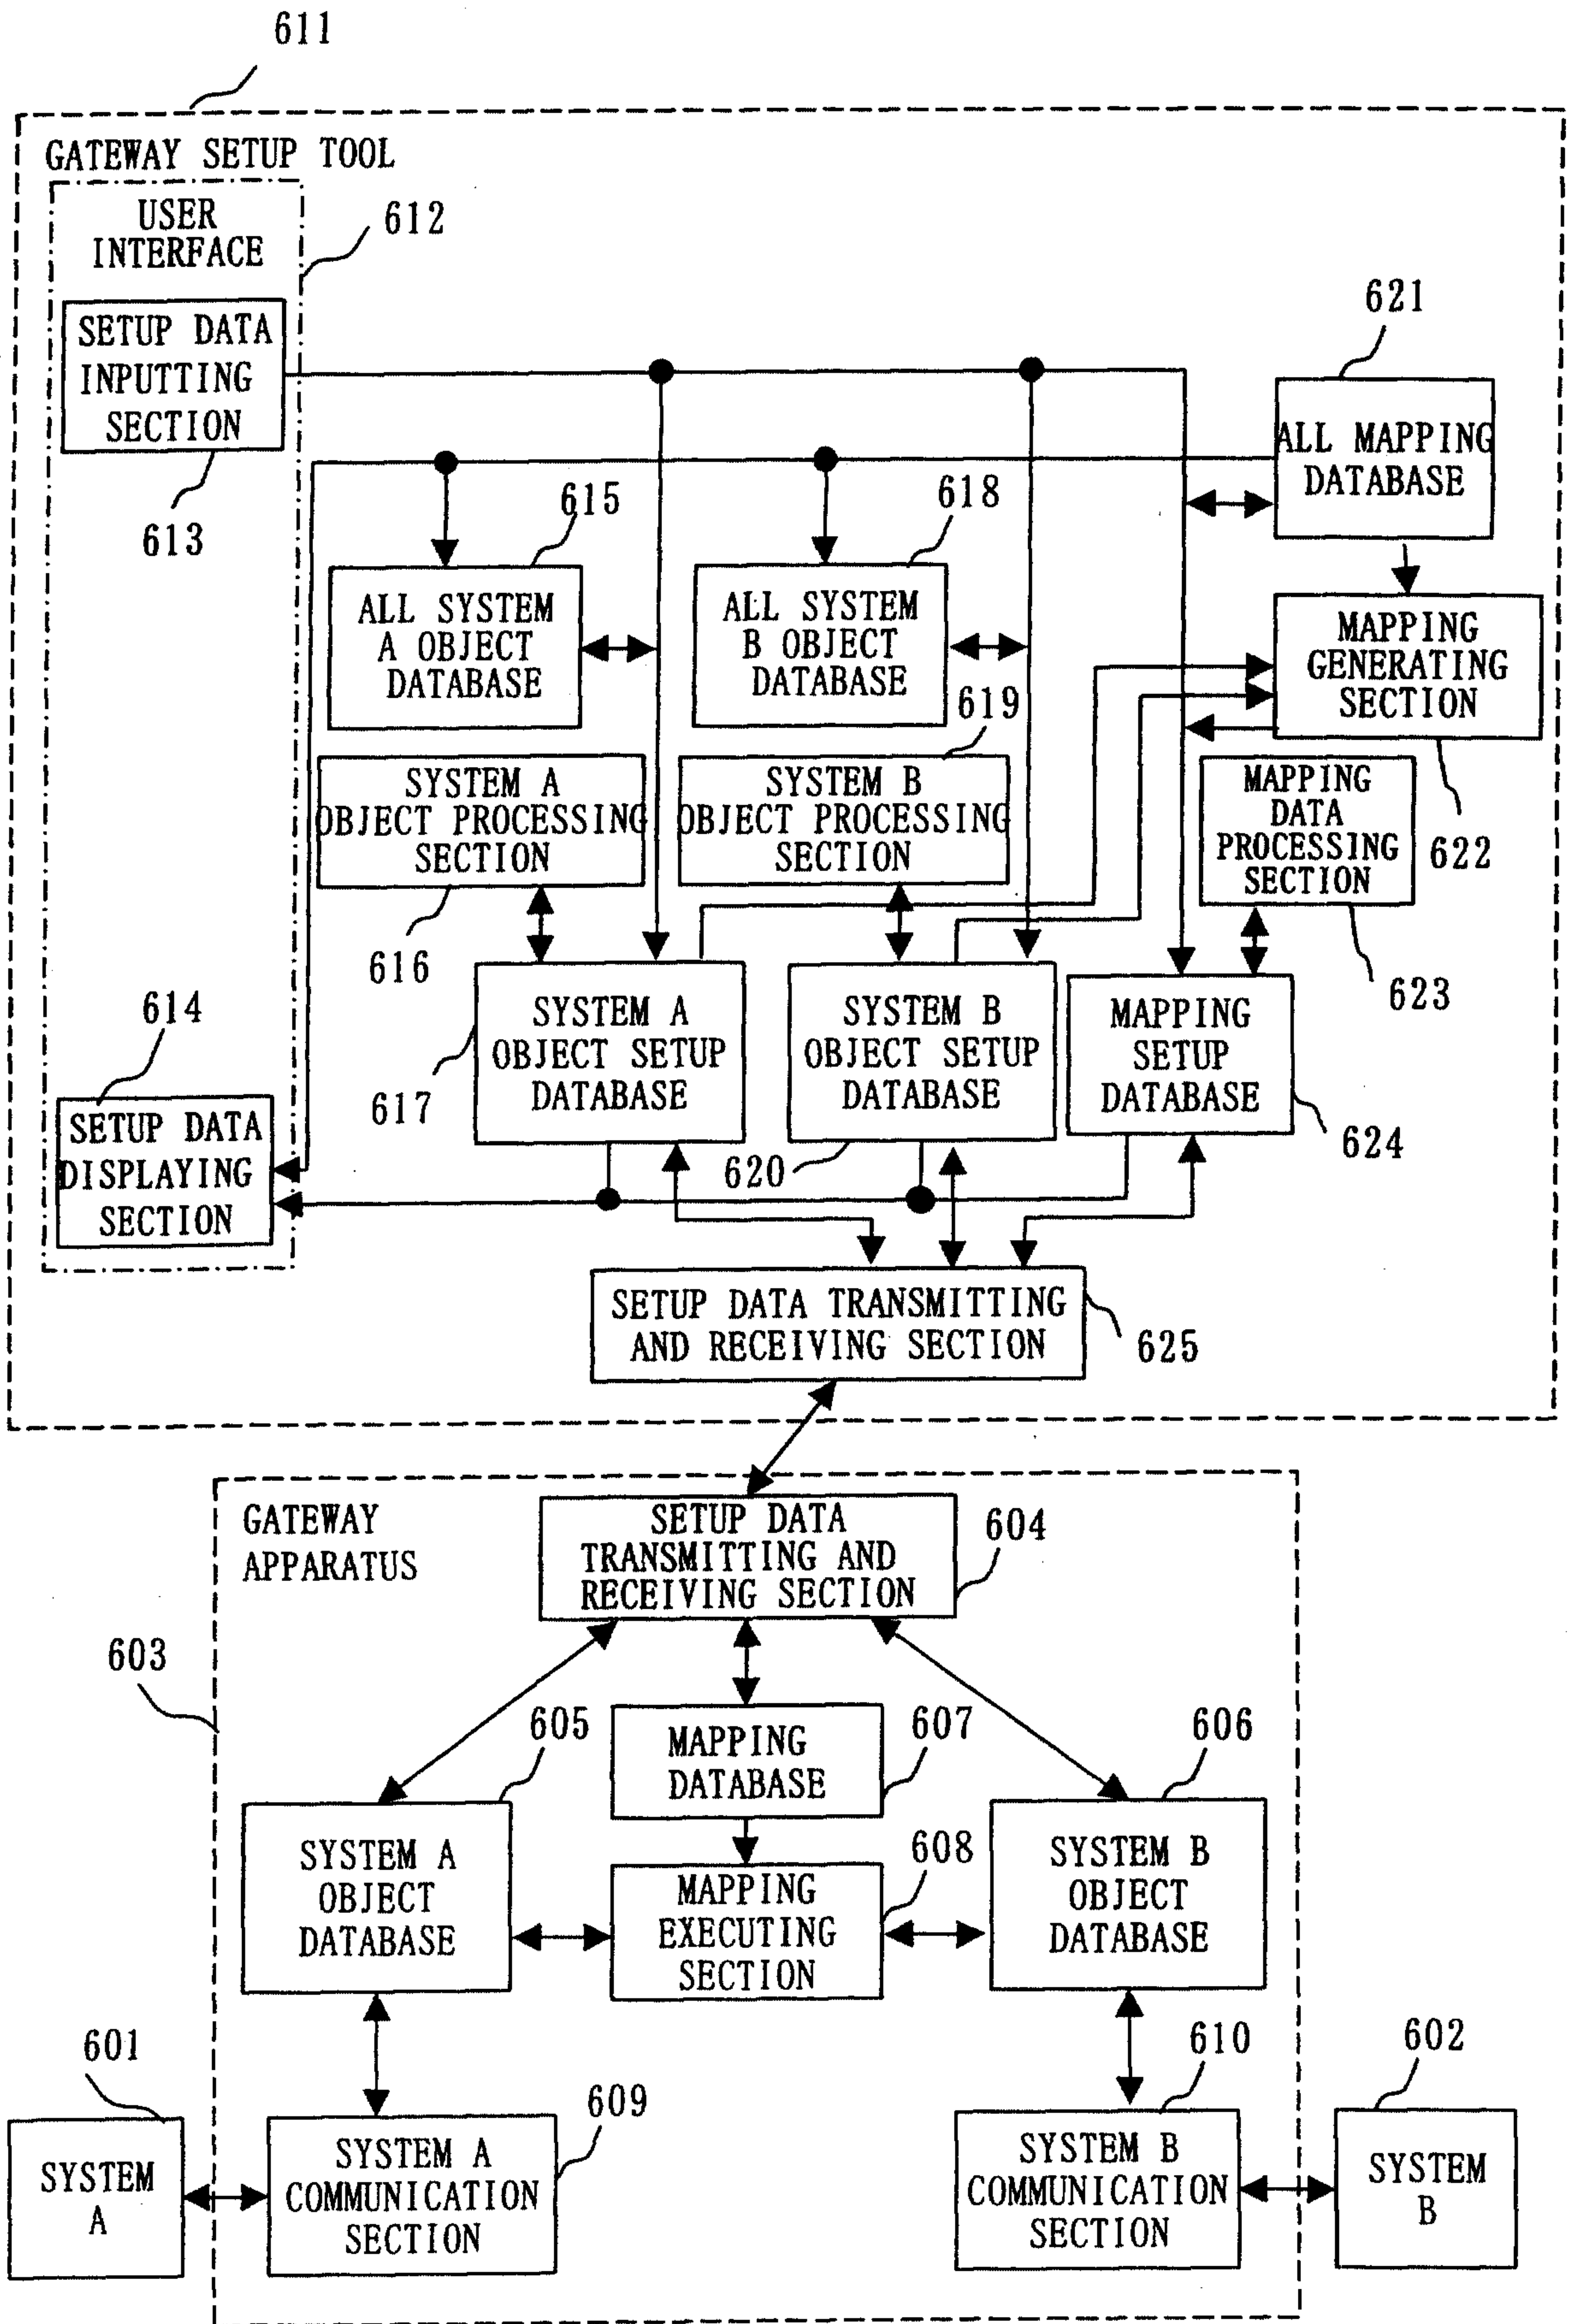 611
GATEWAY SETUP TOOL
USER
INTERFACE
612
SETUP DATA
INPUTTING
SECTION
613
621
ALL MAPPING
DATABASE
615
618
ALL SYSTEM
A OBJECT
DATABASE
ALL SYSTEM
B OBJECT
DATABASE
619
MAPPING
GENERATING
SECTION
622
SYSTEM A
OBJECT PROCESSING
SECTION
616
SYSTEM B
OBJECT PROCESSING
SECTION
MAPPING
DATA
PROCESSING
SECTION
623
614
SETUP DATA
DISPLAYING
SECTION
SYSTEM A
OBJECT SETUP
DATABASE
617
SYSTEM B
OBJECT SETUP
DATABASE
620
MAPPING
SETUP
DATABASE
624
SETUP DATA TRANSMITTING
AND RECEIVING SECTION
625
GATEWAY
APPARATUS
SETUP DATA
TRANSMITTING AND
RECEIVING SECTION
604
603
605
MAPPING
DATABASE
607
606
SYSTEM A
OBJECT
DATABASE
MAPPING
EXECUTING
SECTION
608
SYSTEM B
OBJECT
DATABASE
601
SYSTEM
A
SYSTEM A
COMMUNICATION
SECTION
609
610
SYSTEM B
COMMUNICATION
SECTION
602
SYSTEM
B